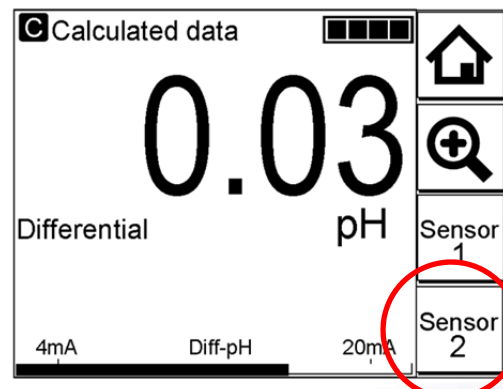 C Calculated data
0.03
Differential
pH
4mA
Diff-pH
20mA
Sensor
1
Sensor
2